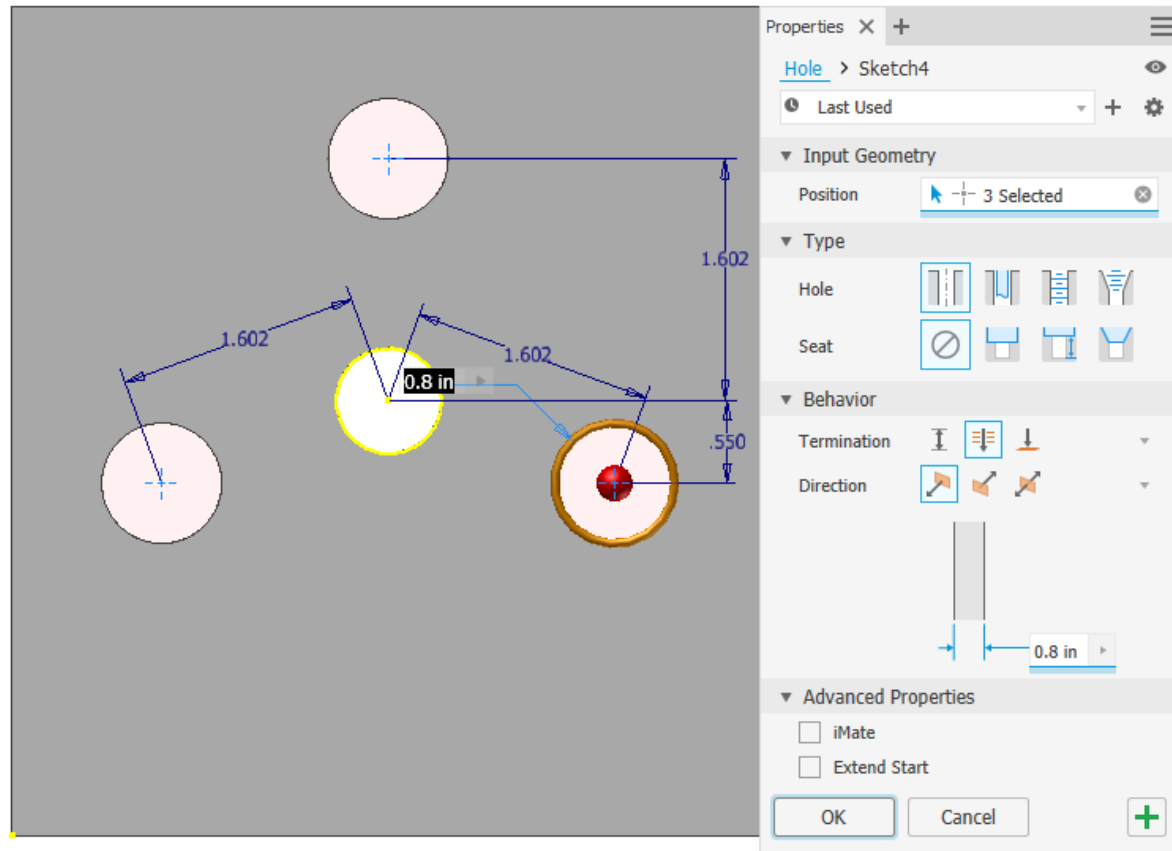 Properties
Hole > Sketch4
Last Used
Input Geometry
Position 3 Selected
Type
Hole
Seat
Behavior
Termination
Direction
0.8 in
Advanced Properties
iMate
Extend Start
OK Cancel
1.602
1.602
1.602
0.8 in
.550